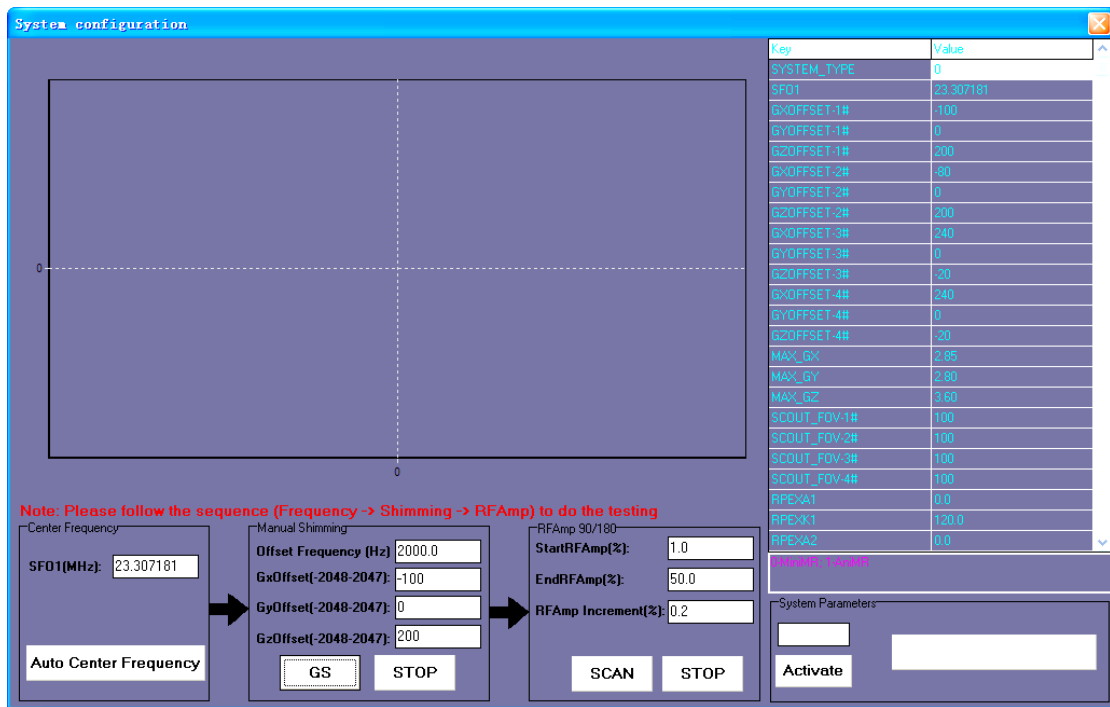 System configuration
Key Value
SYSTEM_TYPE 0
SFO1 23.307181
GXOFFSET-1# -100
GYOFFSET-1# 0
GZOFFSET-1# 200
GXOFFSET-2# -80
GYOFFSET-2# 0
GZOFFSET-2# 200
GXOFFSET-3# 240
GYOFFSET-3# 0
GZOFFSET-3# -20
GXOFFSET-4# 240
GYOFFSET-4# 0
GZOFFSET-4# -20
MAX_GX 2.85
MAX_GY 2.80
MAX_GZ 3.60
SCOUT_FOV-1# 100
SCOUT_FOV-2# 100
SCOUT_FOV-3# 100
SCOUT_FOV-4# 100
RPEXA1 0.0
RPEXK1 120.0
RPEXA2 0.0
0-MiniMR; 1-AniMR
0
0
Note: Please follow the sequence (Frequency -> Shimming -> RFAmp) to do the testing
Center Frequency
SFO1(MHz): 23.307181
Auto Center Frequency
Manual Shimming
Offset Frequency (Hz) 2000.0
GxOffset(-2048-2047): -100
GyOffset(-2048-2047): 0
GzOffset(-2048-2047): 200
GS STOP
RFAmp 90/180
StartRFAmp(%): 1.0
EndRFAmp(%): 50.0
RFAmp Increment(%): 0.2
SCAN STOP
System Parameters
Activate